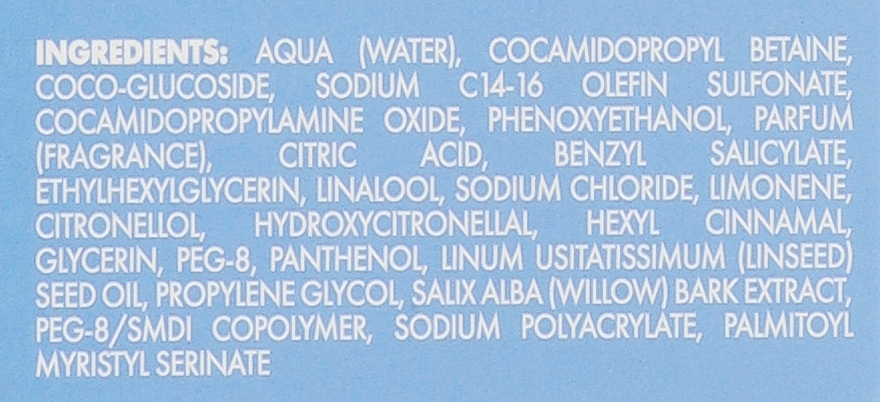 INGREDIENTS: AQUA (WATER), COCAMIDOPROPYL BETAINE,
COCO-GLUCOSIDE, SODIUM C14-16 OLEFIN SULFONATE,
COCAMIDOPROPYLAMINE OXIDE, PHENOXYETHANOL, PARFUM
(FRAGRANCE), CITRIC ACID, BENZYL SALICYLATE,
ETHYLHEXYLGLYCERIN, LINALOOL, SODIUM CHLORIDE, LIMONENE,
CITRONELLOL, HYDROXYCITRONELLAL, HEXYL CINNAMAL,
GLYCERIN, PEG-8, PANTHENOL, LINUM USITATISSIMUM (LINSEED)
SEED OIL, PROPYLENE GLYCOL, SALIX ALBA (WILLOW) BARK EXTRACT,
PEG-8/SMDI COPOLYMER, SODIUM POLYACRYLATE, PALMITOYL
MYRISTYL SERINATE